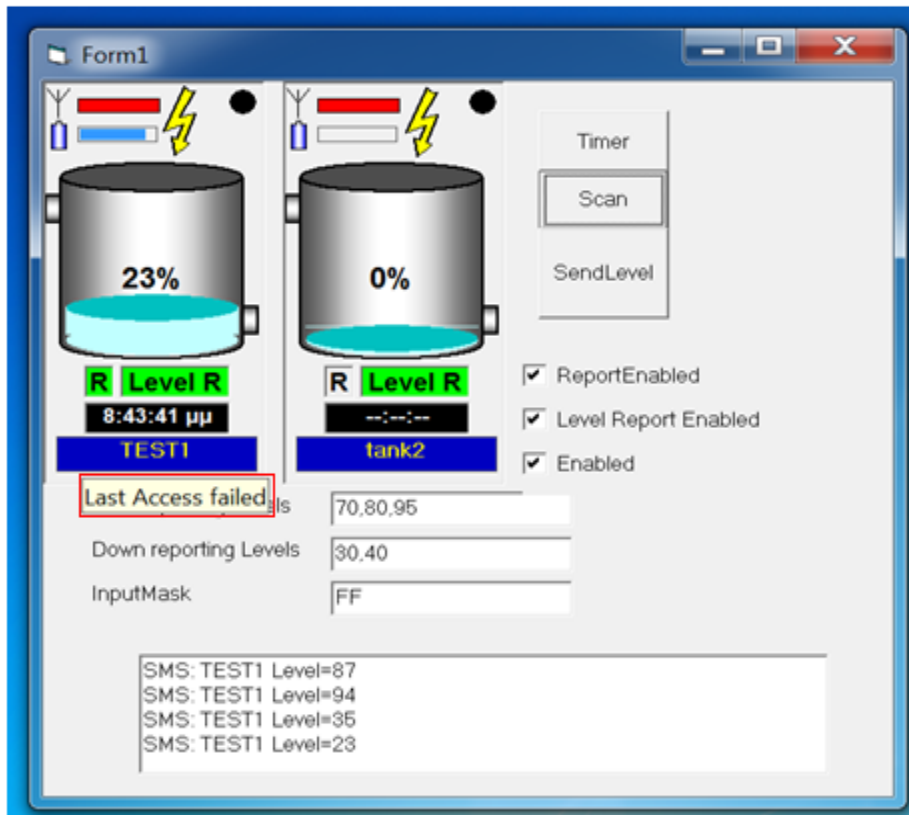 Form1
Timer
Scan
SendLevel
23%
0%
R Level R
R Level R
8:43:41 μμ
--:--:--
TEST1
tank2
ReportEnabled
Level Report Enabled
Enabled
Last Access failed
70,80,95
Down reporting Levels
30,40
InputMask
FF
SMS: TEST1 Level=87
SMS: TEST1 Level=94
SMS: TEST1 Level=35
SMS: TEST1 Level=23